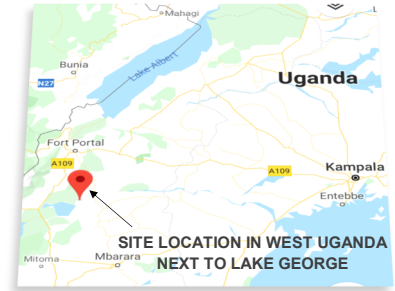 Mahagi
L
Bunia
Lake Albert
N27
Uganda
Fort Portal
A109
A109
Kampala
Entebbe
SITE LOCATION IN WEST UGANDA
NEXT TO LAKE GEORGE
Mitoma
Mbarara